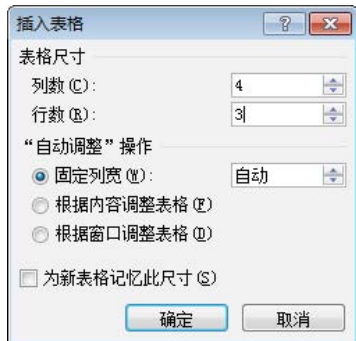 插入表格
表格尺寸
列数(C): 4
行数(R): 3
“自动调整”操作
固定列宽(W): 自动
根据内容调整表格(F)
根据窗口调整表格(D)
为新表格记忆此尺寸(S)
确定 取消